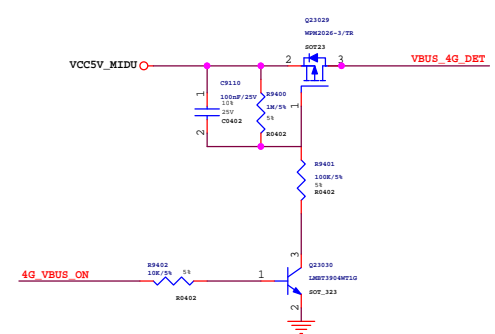 Q23029
WPM2026-3/TR
SOT23
VCC5V_MIDU
2
3
VBUS_4G_DET
C9110
1
100nF/25V
10%
25V
C0402
2
R9400
1M/5%
5%
R0402
1
R9401
100K/5%
5%
R0402
3
Q23030
LMBT3904WT1G
SOT_323
R9402
10K/5%
5%
4G_VBUS_ON
1
R0402
2